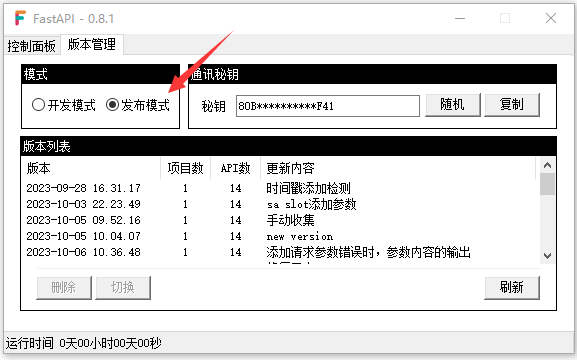 FastAPI - 0.8.1
控制面板 版本管理
模式
开发模式 发布模式
通讯秘钥
秘钥 80B**********F41 随机 复制
版本列表
版本 项目数 API数 更新内容
2023-09-28 16.31.17 1 14 时间戳添加检测
2023-10-03 22.23.49 1 14 sa slot添加参数
2023-10-05 09.52.16 1 14 手动收集
2023-10-05 10.04.07 1 14 new version
2023-10-06 10.36.48 1 14 添加请求参数错误时，参数内容的输出
删除 切换 刷新
运行时间 0天00小时00天00秒